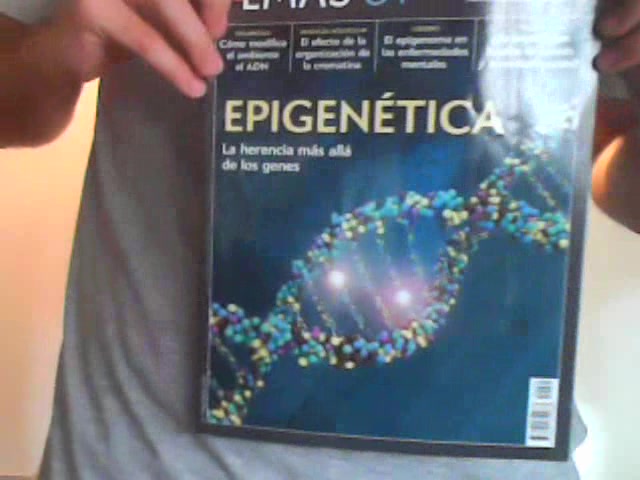 Cómo modifica
el ambiente
el ADN
El efecto de la
organización de
la cromatina
El epigenoma en
las enfermedades
mentales
EPIGENÉTICA
La herencia más allá
de los genes